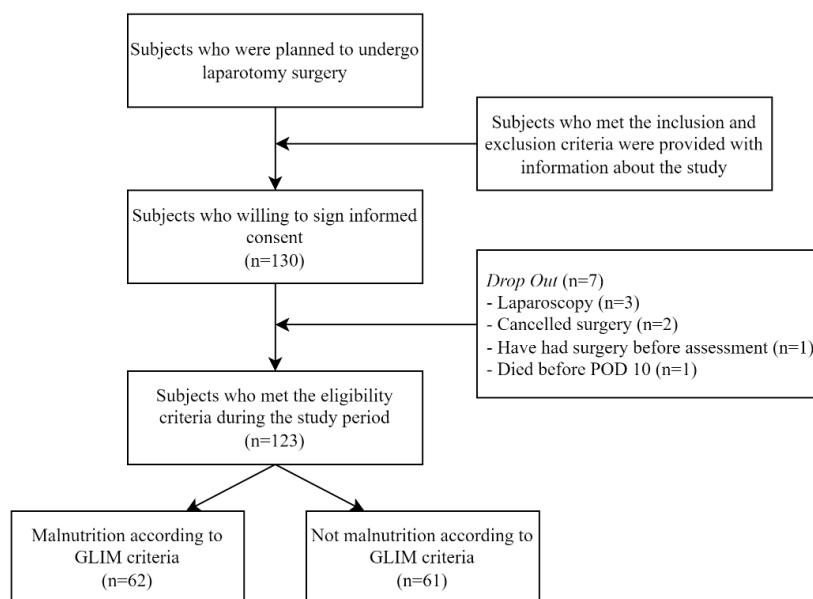 Subjects who were planned to undergo
laparotomy surgery
Subjects who met the inclusion and
exclusion criteria were provided with
information about the study
Subjects who willing to sign informed
consent
(n=130)
Drop Out (n=7)
- Laparoscopy (n=3)
- Cancelled surgery (n=2)
- Have had surgery before assessment (n=1)
- Died before POD 10 (n=1)
Subjects who met the eligibility
criteria during the study period
(n=123)
Malnutrition according to
GLIM criteria
(n=62)
Not malnutrition according to
GLIM criteria
(n=61)